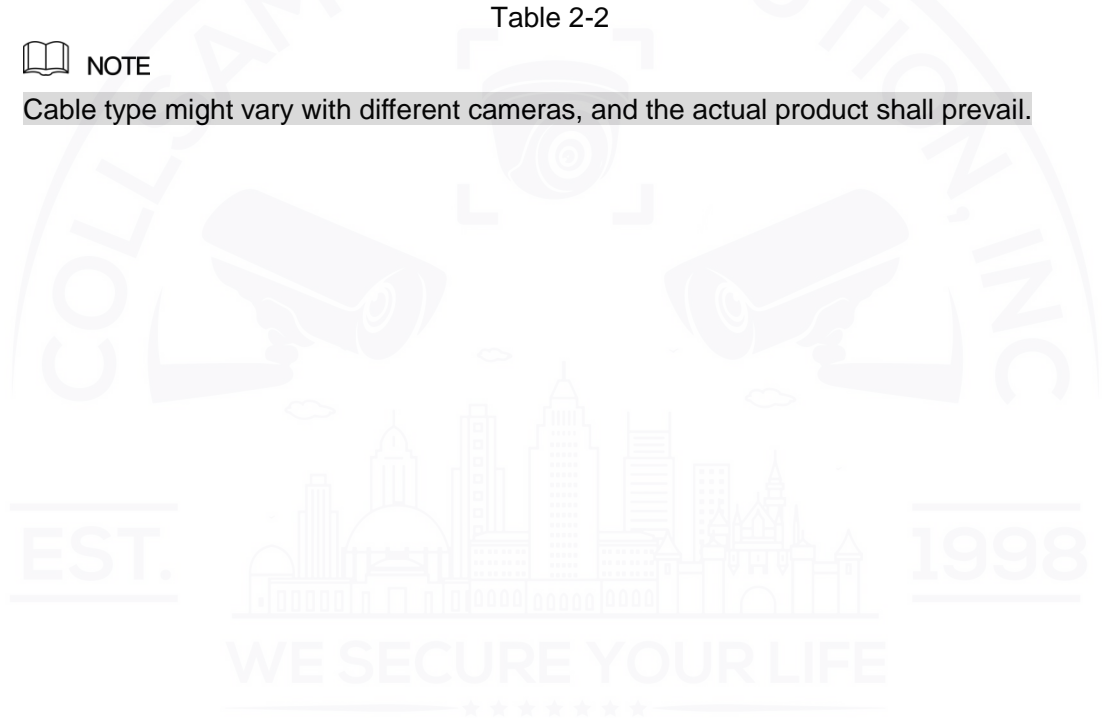 Table 2-2
NOTE
Cable type might vary with different cameras, and the actual product shall prevail.
EST.
1998
WE SECURE YOUR LIFE